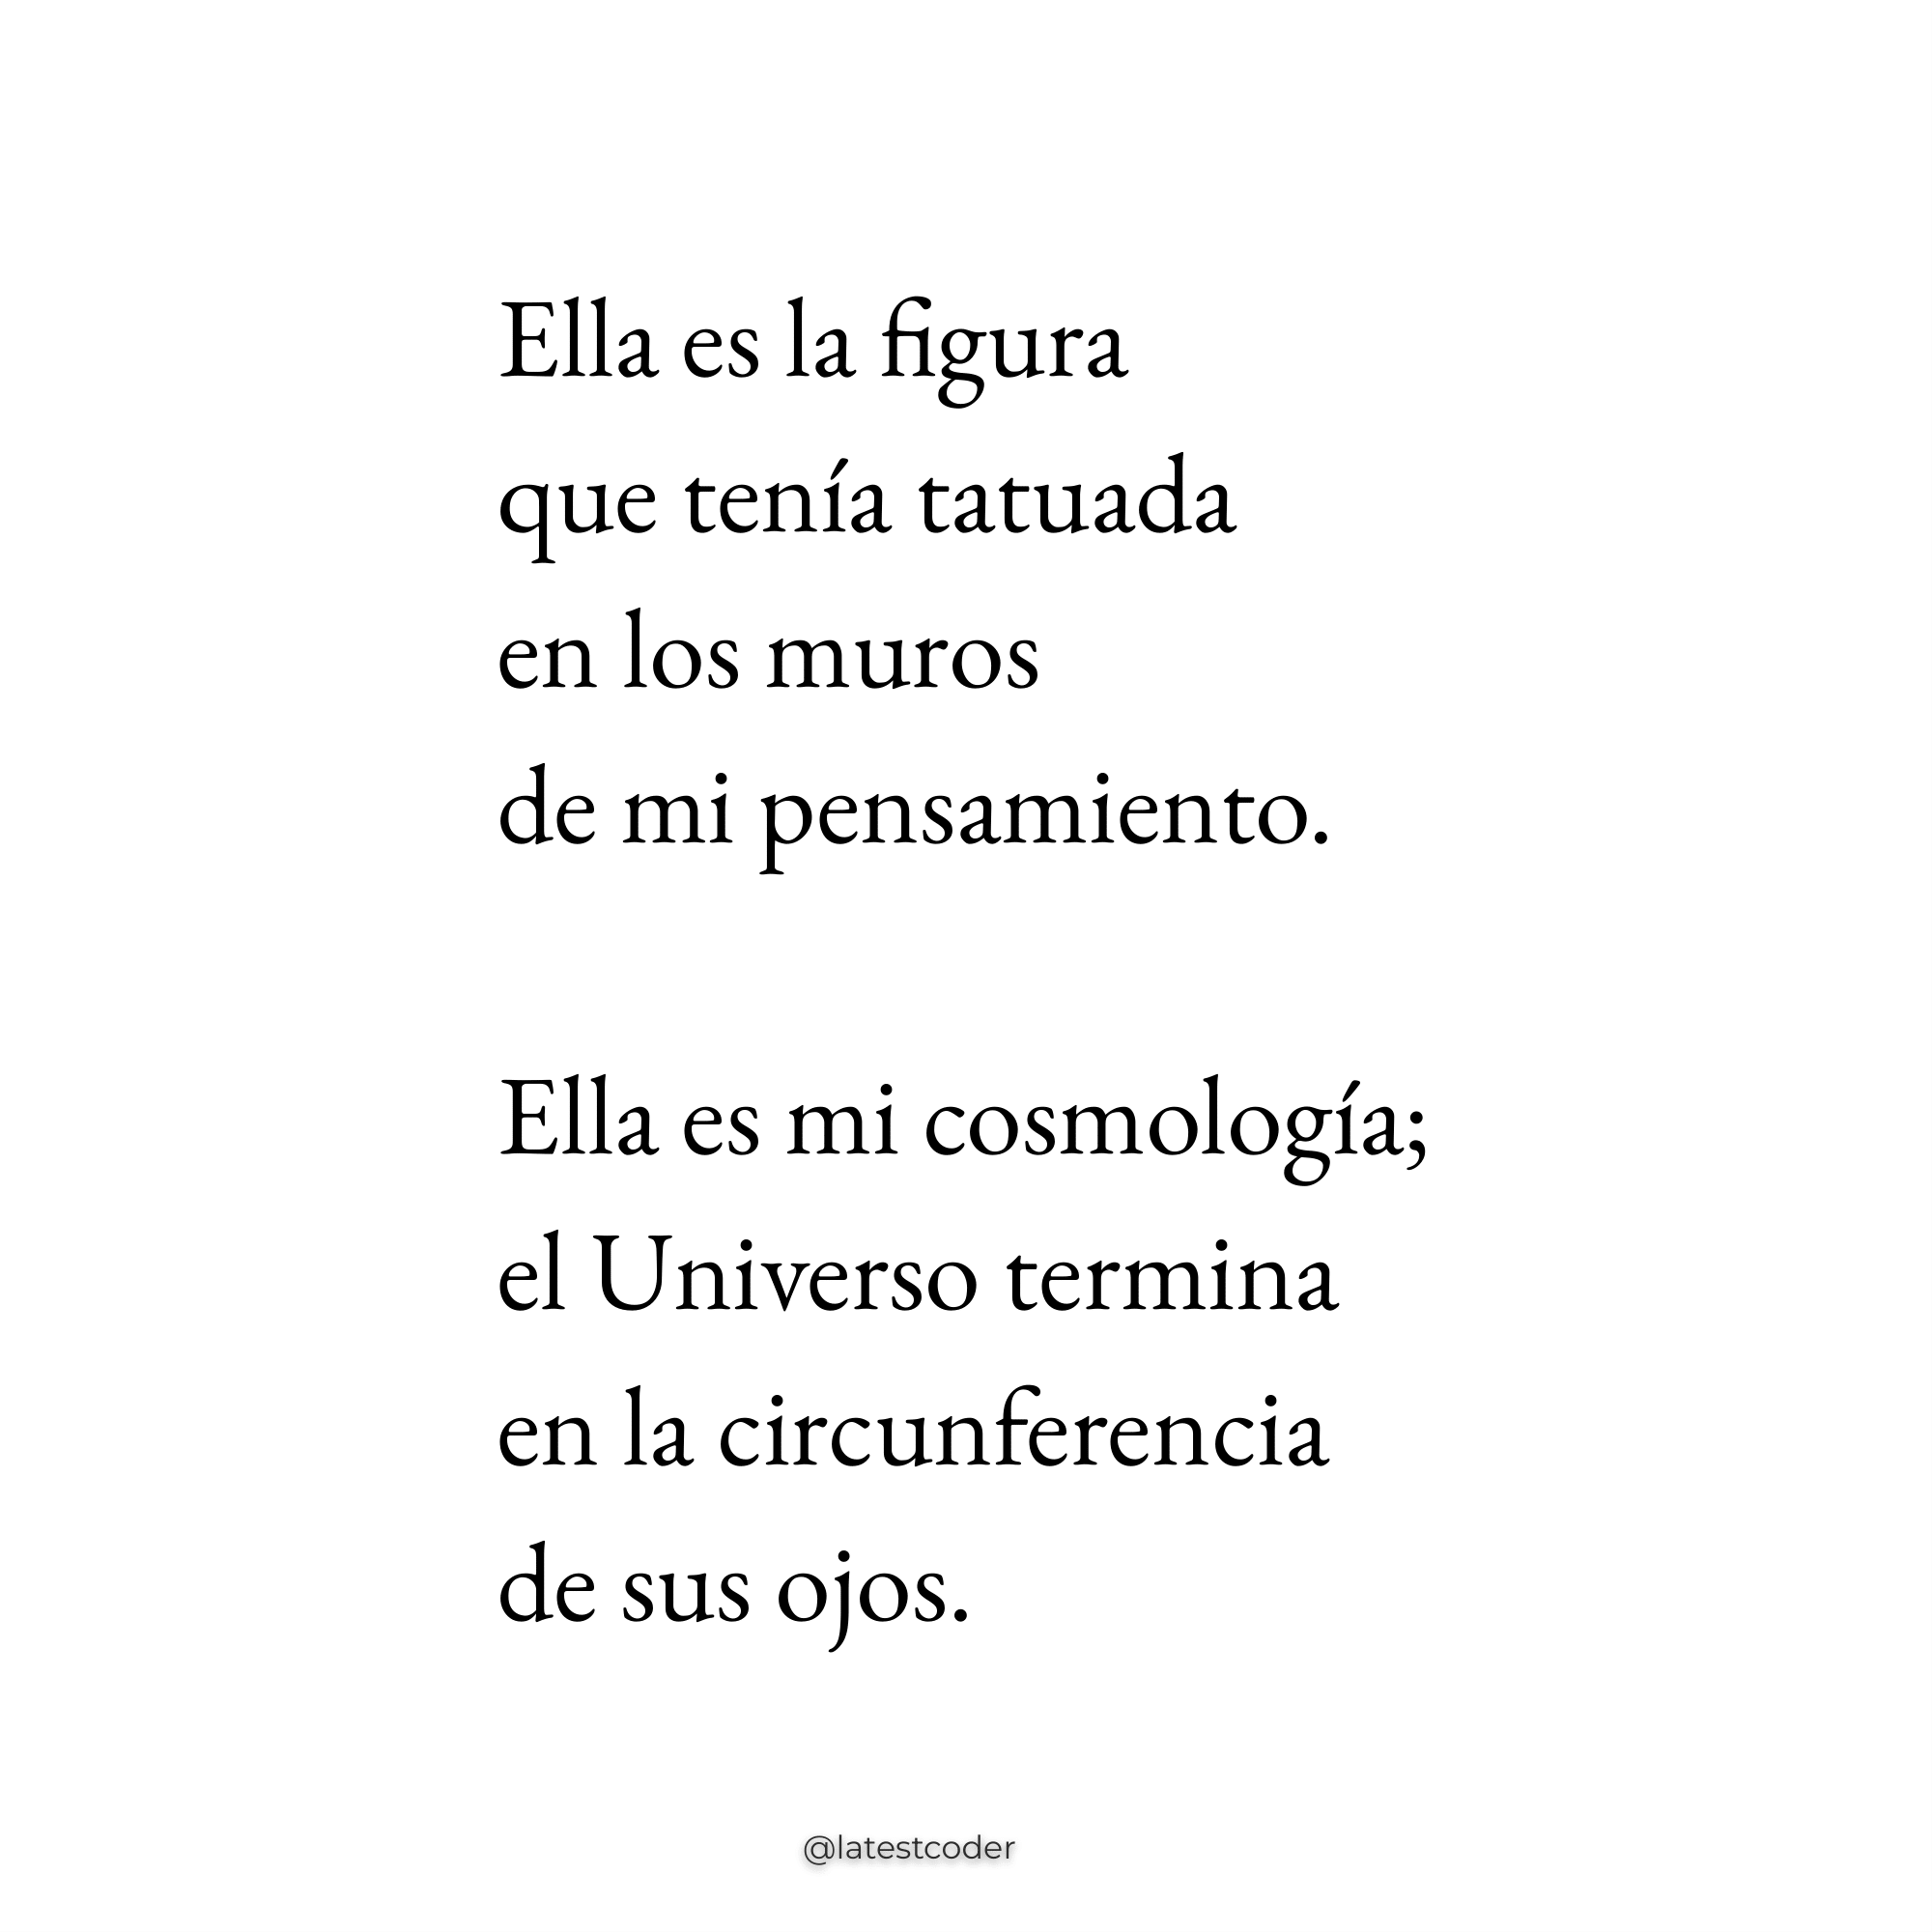 Ella es la figura
que tenía tatuada
en los muros
de mi pensamiento.
Ella es mi cosmología;
el Universo termina
en la circunferencia
de sus ojos.
@latestcoder